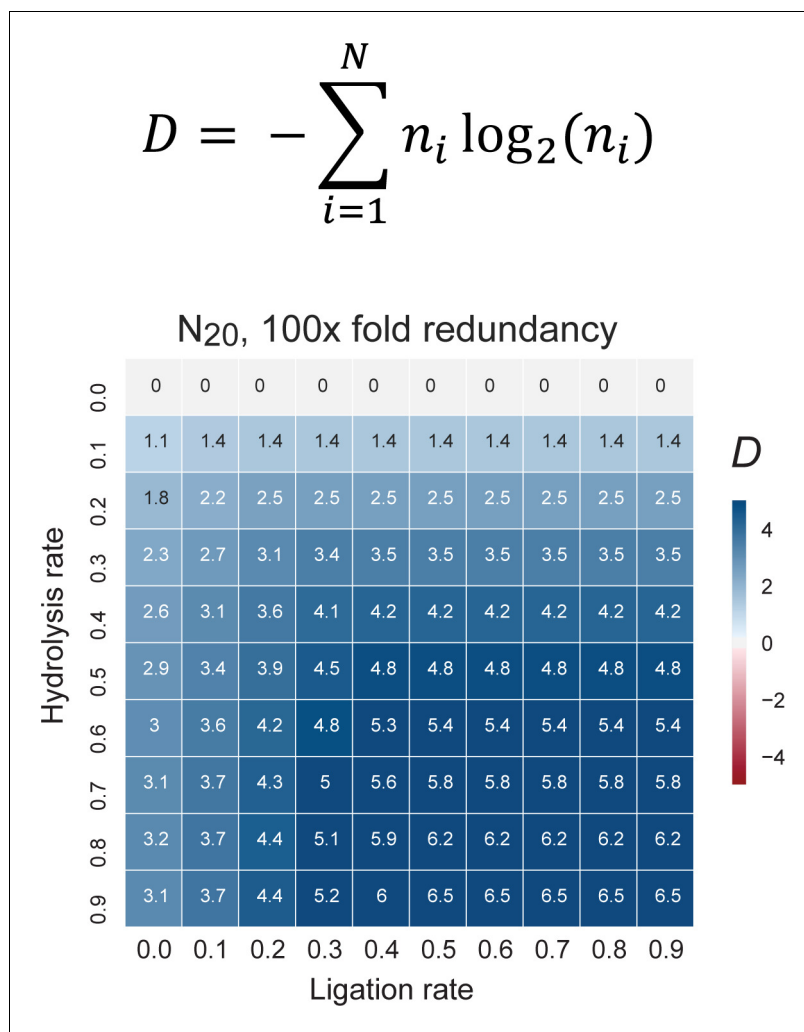 D = − ∑ᵢ₌₁ᴺ nᵢ log₂(nᵢ)
N₂₀, 100x fold redundancy
0.0 0 0 0 0 0 0 0 0 0 0
0.1 1.1 1.4 1.4 1.4 1.4 1.4 1.4 1.4 1.4 1.4
0.2 1.8 2.2 2.5 2.5 2.5 2.5 2.5 2.5 2.5 2.5
0.3 2.3 2.7 3.1 3.4 3.5 3.5 3.5 3.5 3.5 3.5
0.4 2.6 3.1 3.6 4.1 4.2 4.2 4.2 4.2 4.2 4.2
0.5 2.9 3.4 3.9 4.5 4.8 4.8 4.8 4.8 4.8 4.8
0.6 3 3.6 4.2 4.8 5.3 5.4 5.4 5.4 5.4 5.4
0.7 3.1 3.7 4.3 5 5.6 5.8 5.8 5.8 5.8 5.8
0.8 3.2 3.7 4.4 5.1 5.9 6.2 6.2 6.2 6.2 6.2
0.9 3.1 3.7 4.4 5.2 6 6.5 6.5 6.5 6.5 6.5
0.0 0.1 0.2 0.3 0.4 0.5 0.6 0.7 0.8 0.9
Ligation rate
Hydrolysis rate
D
4
2
0
−2
−4